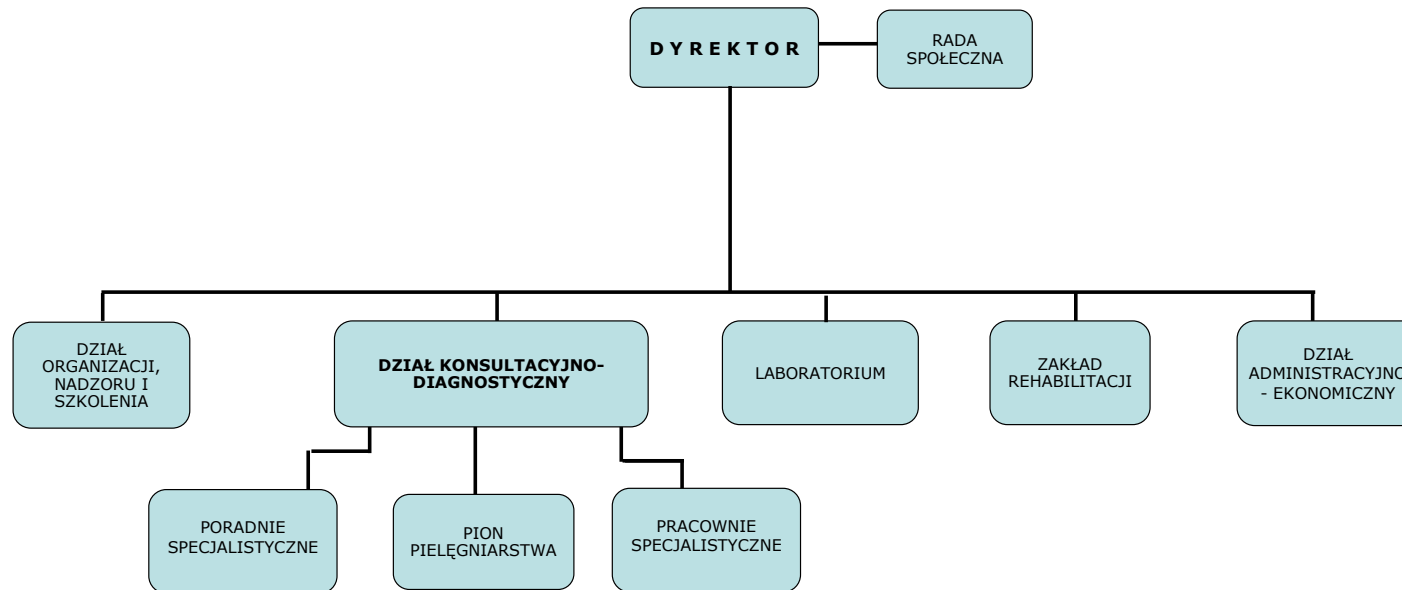 D Y R E K T O R
RADA
SPOŁECZNA
DZIAŁ
ORGANIZACJI,
NADZORU I
SZKOLENIA
DZIAŁ KONSULTACYJNO-
DIAGNOSTYCZNY
LABORATORIUM
ZAKŁAD
REHABILITACJI
DZIAŁ
ADMINISTRACYJNO
- EKONOMICZNY
PORADNIE
SPECJALISTYCZNE
PION
PIELĘGNIARSTWA
PRACOWNIE
SPECJALISTYCZNE